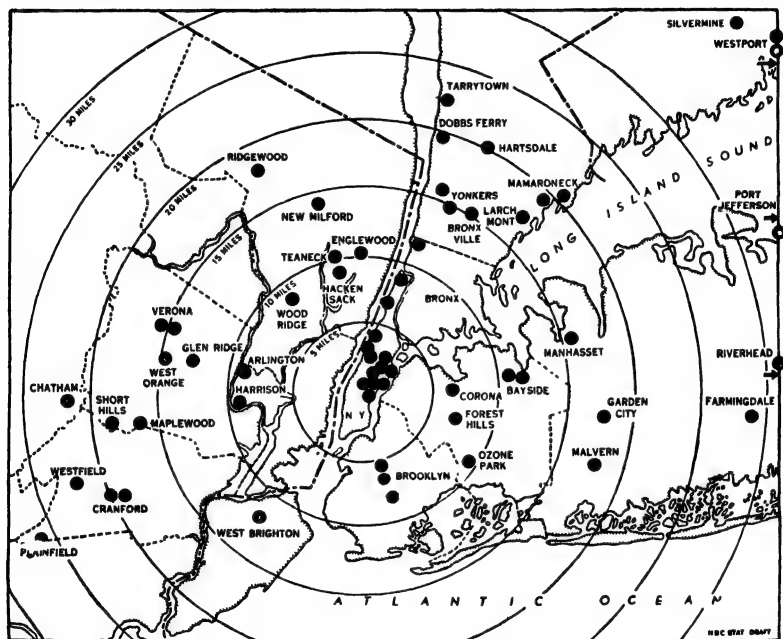 SILVERMINE
WESTPORT
30 MILES
TARRYTOWN
25 MILES
DOBBS FERRY
HARTSDALE
RIDGEWOOD
20 MILES
MAMARONECK
LONG ISLAND SOUND
YONKERS
LARCH
MONT
PORT
JEFFERSON
NEW MILFORD
BRONX
VILLE
15 MILES
ENGLEWOOD
TEANECK
HACKEN
SACK
BRONX
10 MILES
WOOD
RIDGE
VERONA
5 MILES
MANHASSET
GLEN RIDGE
WEST
ORANGE
ARLINGTON
RIVERHEAD
BAYSIDE
CHATHAM
HARRISON
CORONA
SHORT
HILLS
MAPLEWOOD
N Y
FOREST
HILLS
GARDEN
CITY
FARMINGDALE
OZONE
PARK
MALVERN
WESTFIELD
BROOKLYN
CRANFORD
WEST BRIGHTON
PLAINFIELD
ATLANTIC OCEAN
NBC STAT DRAFT